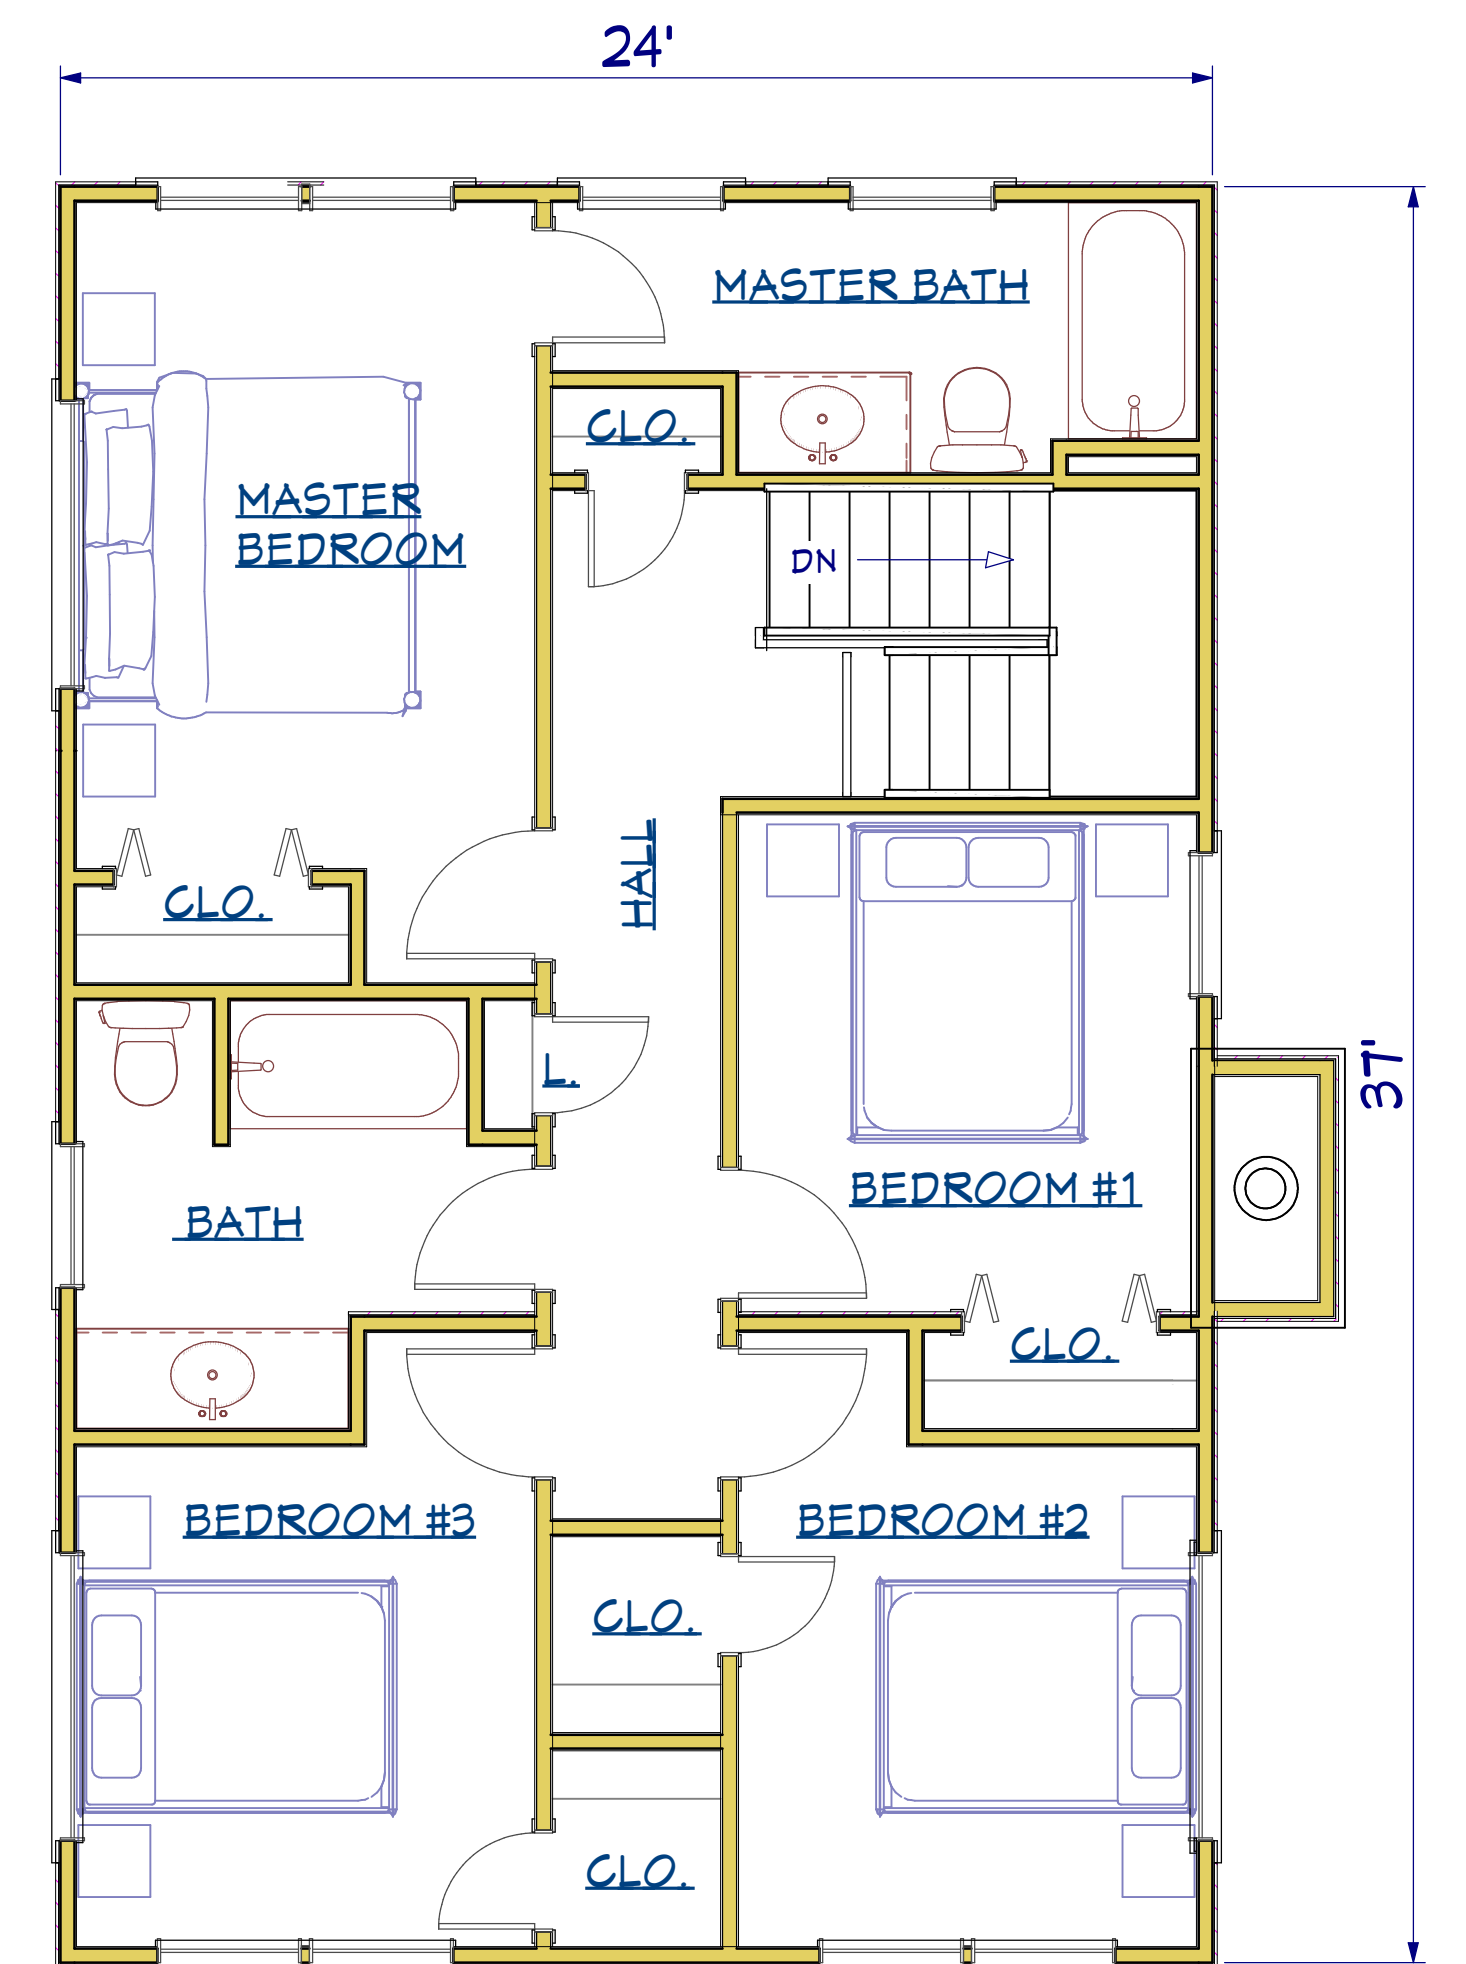 24'
MASTER BATH
CLO.
MASTER
BEDROOM
DN
HALL
CLO.
L.
37'
BEDROOM #1
BATH
CLO.
BEDROOM #3
BEDROOM #2
CLO.
CLO.